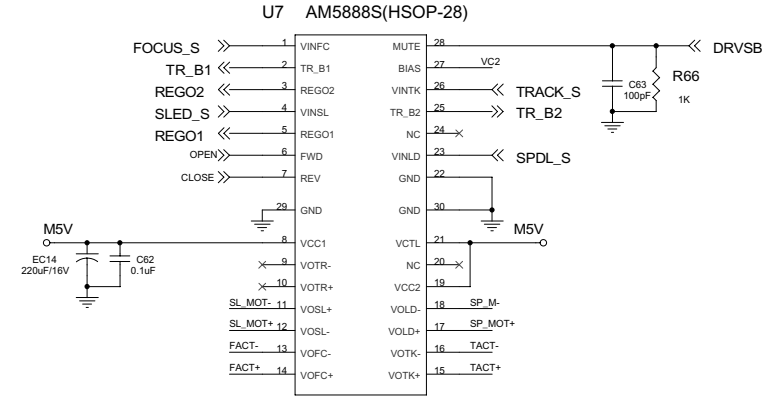 U7 AM5888S(HSOP-28)
FOCUS_S 1 VINFC MUTE 28 DRVSB
TR_B1 2 TR_B1 BIAS 27 VC2
REGO2 3 REGO2 VINTK 26 TRACK_S
SLED_S 4 VINSL TR_B2 25 TR_B2
REGO1 5 REGO1 NC 24
OPEN 6 FWD VINLD 23 SPDL_S
CLOSE 7 REV GND 22
C63 100pF R66 1K
29 GND GND 30
M5V 8 VCC1 VCTL 21 M5V
EC14 220uF/16V C62 0.1uF
9 VOTR- NC 20
10 VOTR+ VCC2 19
SL_MOT- 11 VOSL+ VOLD- 18 SP_M-
SL_MOT+ 12 VOSL- VOLD+ 17 SP_MOT+
FACT- 13 VOFC- VOTK- 16 TACT-
FACT+ 14 VOFC+ VOTK+ 15 TACT+